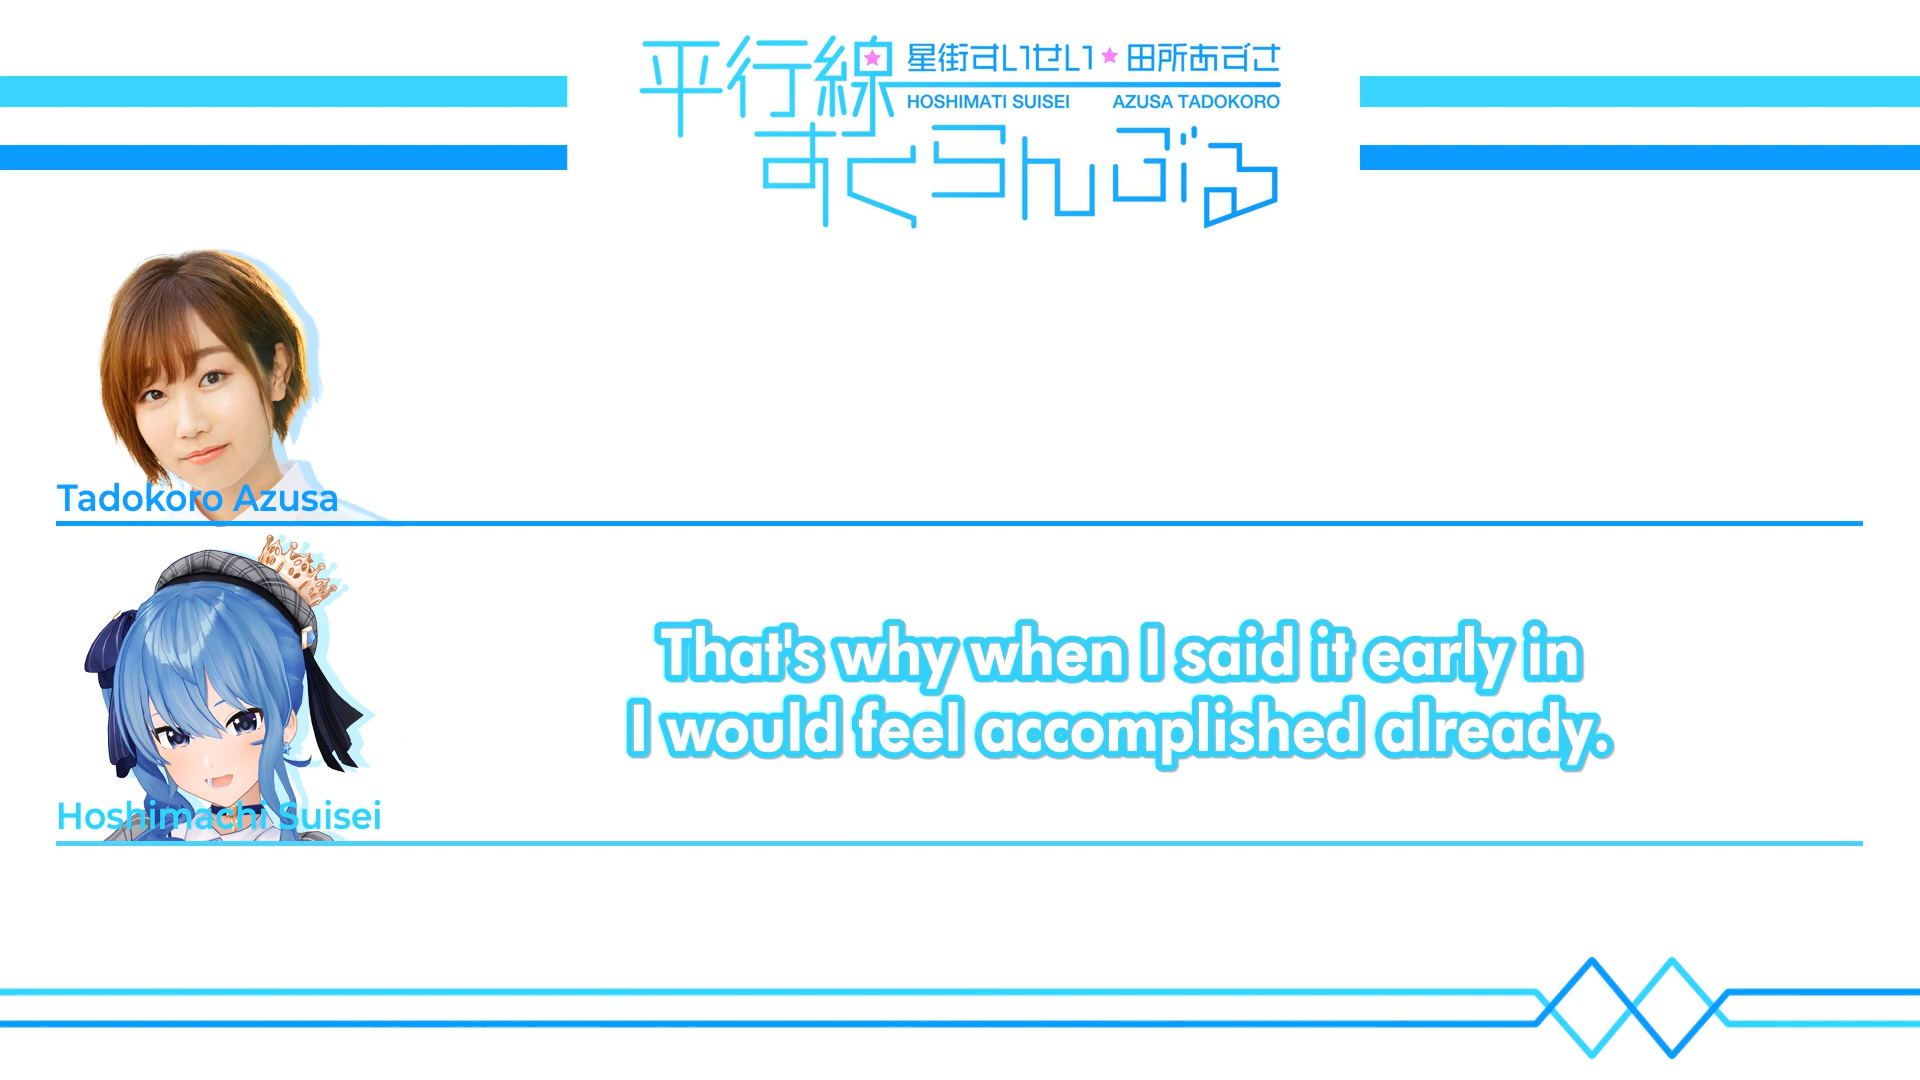 平行線
星街すいせい★田所あずさ
HOSHIMATI SUISEI AZUSA TADOKORO
すくらんぶる
Tadokoro Azusa
That's why when I said it early in
I would feel accomplished already.
Hoshimachi Suisei